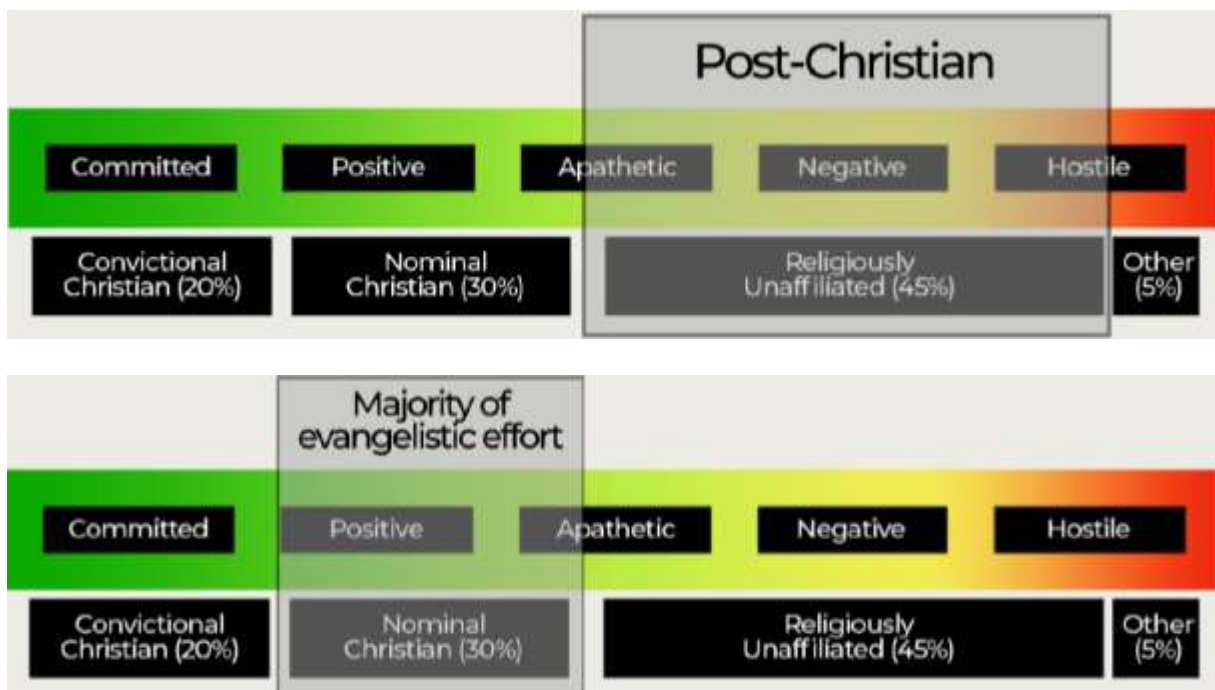 Post-Christian
Committed
Positive
Apathetic
Negative
Hostile
Convictional
Christian (20%)
Nominal
Christian (30%)
Religiously
Unaffiliated (45%)
Other
(5%)
Majority of
evangelistic effort
Committed
Positive
Apathetic
Negative
Hostile
Convictional
Christian (20%)
Nominal
Christian (30%)
Religiously
Unaffiliated (45%)
Other
(5%)